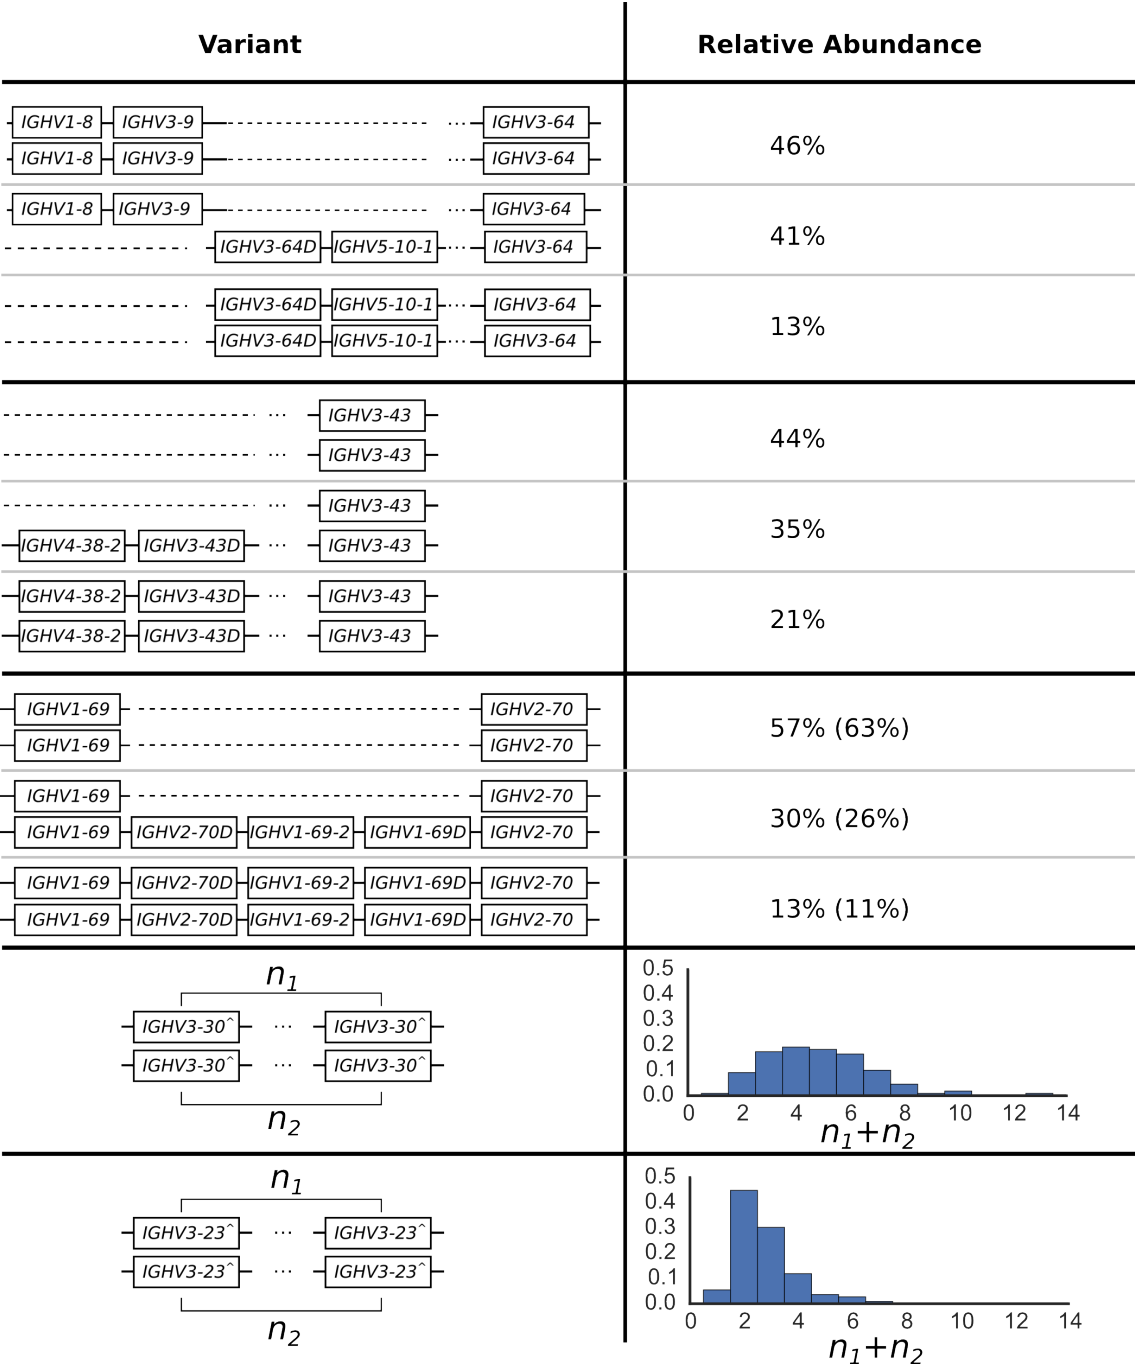 Variant Relative Abundance
IGHV1-8 IGHV3-9 ... IGHV3-64
IGHV1-8 IGHV3-9 ... IGHV3-64
46%
IGHV1-8 IGHV3-9 ... IGHV3-64
IGHV3-64D IGHV5-10-1 ... IGHV3-64
41%
IGHV3-64D IGHV5-10-1 ... IGHV3-64
IGHV3-64D IGHV5-10-1 ... IGHV3-64
13%
... IGHV3-43
... IGHV3-43
44%
... IGHV3-43
IGHV4-38-2 IGHV3-43D ... IGHV3-43
35%
IGHV4-38-2 IGHV3-43D ... IGHV3-43
IGHV4-38-2 IGHV3-43D ... IGHV3-43
21%
IGHV1-69 IGHV2-70
IGHV1-69 IGHV2-70
57% (63%)
IGHV1-69 IGHV2-70
IGHV1-69 IGHV2-70D IGHV1-69-2 IGHV1-69D IGHV2-70
30% (26%)
IGHV1-69 IGHV2-70D IGHV1-69-2 IGHV1-69D IGHV2-70
IGHV1-69 IGHV2-70D IGHV1-69-2 IGHV1-69D IGHV2-70
13% (11%)
n1
IGHV3-30^ ... IGHV3-30^
IGHV3-30^ ... IGHV3-30^
n2
0.5
0.4
0.3
0.2
0.1
0.0
0 2 4 6 8 10 12 14
n1+n2
n1
IGHV3-23^ ... IGHV3-23^
IGHV3-23^ ... IGHV3-23^
n2
0.5
0.4
0.3
0.2
0.1
0.0
0 2 4 6 8 10 12 14
n1+n2